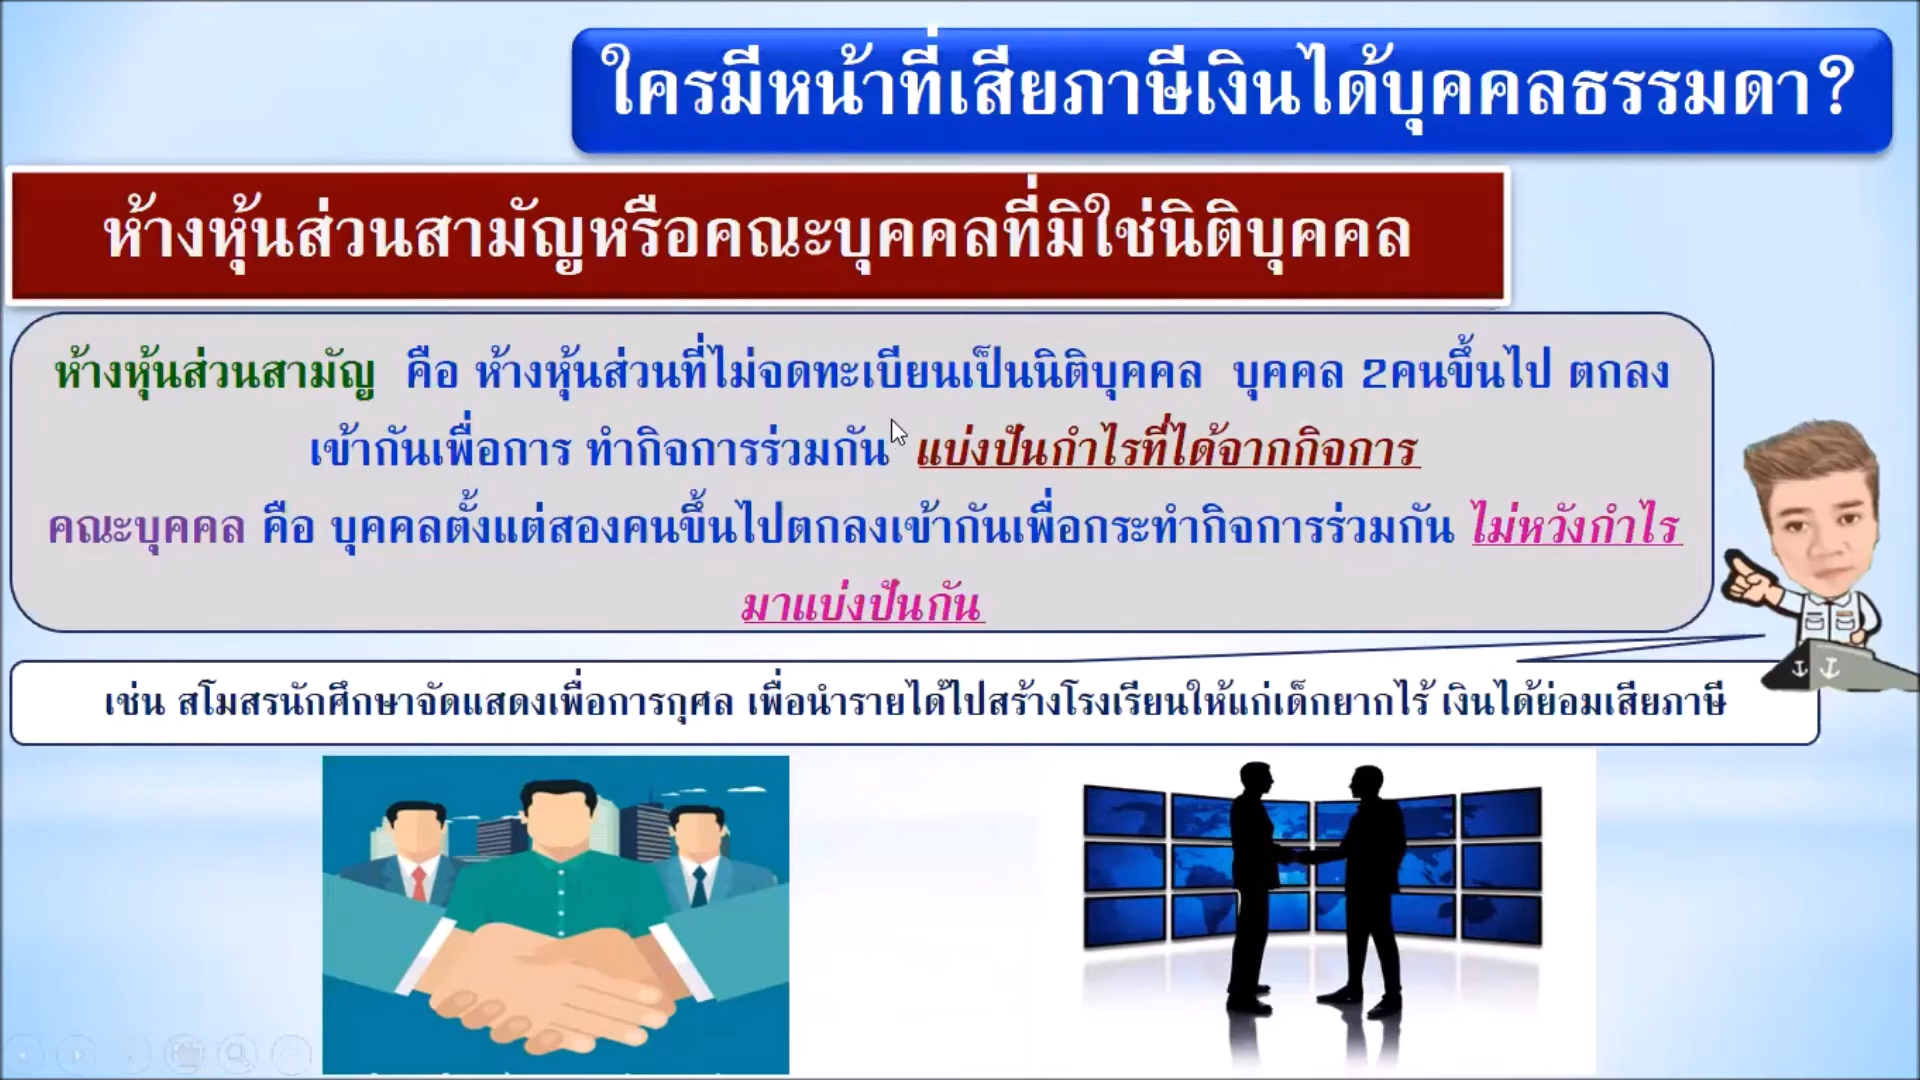 ใครมีหน้าที่เสียภาษีเงินได้บุคคลธรรมดา?
ห้างหุ้นส่วนสามัญหรือคณะบุคคลที่มิใช่นิติบุคคล
ห้างหุ้นส่วนสามัญ คือ ห้างหุ้นส่วนที่ไม่จดทะเบียนเป็นนิติบุคคล บุคคล 2คนขึ้นไป ตกลง
เข้ากันเพื่อการ ทำกิจการร่วมกัน แบ่งปันกำไรที่ได้จากกิจการ
คณะบุคคล คือ บุคคลตั้งแต่สองคนขึ้นไปตกลงเข้ากันเพื่อกระทำกิจการร่วมกัน ไม่หวังกำไร
มาแบ่งปันกัน
เช่น สโมสรนักศึกษาจัดแสดงเพื่อการกุศล เพื่อนำรายได้ไปสร้างโรงเรียนให้แก่เด็กยากไร้ เงินได้ย่อมเสียภาษี